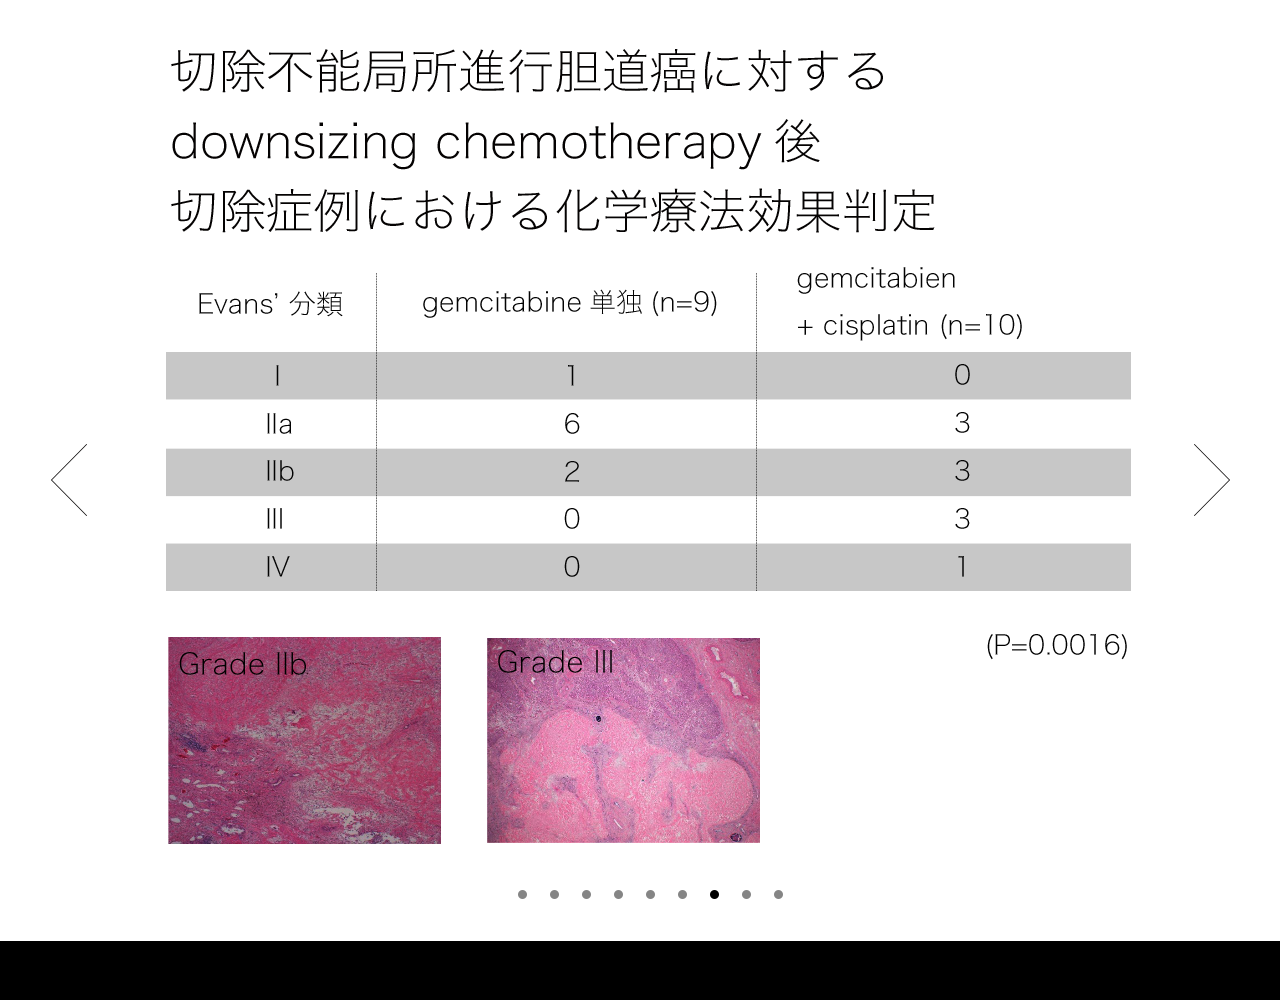 切除不能局所進行胆道癌に対する
downsizing chemotherapy 後
切除症例における化学療法効果判定
Evans’ 分類 gemcitabine 単独 (n=9) gemcitabien
+ cisplatin (n=10)
I 1 0
IIa 6 3
IIb 2 3
III 0 3
IV 0 1
(P=0.0016)
Grade IIb Grade III